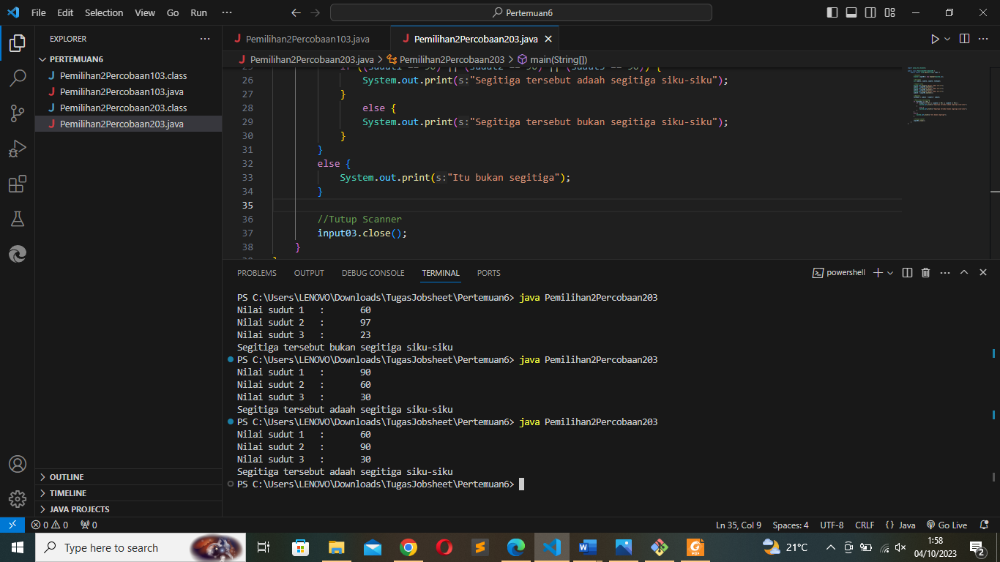 File Edit Selection View Go Run ··· Pertemuan6
EXPLORER ···
PERTEMUAN6
Pemilihan2Percobaan103.class
Pemilihan2Percobaan103.java
Pemilihan2Percobaan203.class
Pemilihan2Percobaan203.java
OUTLINE
TIMELINE
JAVA PROJECTS
Pemilihan2Percobaan103.java Pemilihan2Percobaan203.java
Pemilihan2Percobaan203.java > Pemilihan2Percobaan203 > main(String[])
26 System.out.print(s:"Segitiga tersebut adaah segitiga siku-siku");
27 }
28 else {
29 System.out.print(s:"Segitiga tersebut bukan segitiga siku-siku");
30 }
31 }
32 else {
33 System.out.print(s:"Itu bukan segitiga");
34 }
35
36 //Tutup Scanner
37 input03.close();
38 }
PROBLEMS OUTPUT DEBUG CONSOLE TERMINAL PORTS powershell
PS C:\Users\LENOVO\Downloads\TugasJobsheet\Pertemuan6> java Pemilihan2Percobaan203
Nilai sudut 1 : 60
Nilai sudut 2 : 97
Nilai sudut 3 : 23
Segitiga tersebut bukan segitiga siku-siku
PS C:\Users\LENOVO\Downloads\TugasJobsheet\Pertemuan6> java Pemilihan2Percobaan203
Nilai sudut 1 : 90
Nilai sudut 2 : 60
Nilai sudut 3 : 30
Segitiga tersebut adaah segitiga siku-siku
PS C:\Users\LENOVO\Downloads\TugasJobsheet\Pertemuan6> java Pemilihan2Percobaan203
Nilai sudut 1 : 60
Nilai sudut 2 : 90
Nilai sudut 3 : 30
Segitiga tersebut adaah segitiga siku-siku
PS C:\Users\LENOVO\Downloads\TugasJobsheet\Pertemuan6>
0 0 0 Ln 35, Col 9 Spaces: 4 UTF-8 CRLF {} Java Go Live
Type here to search 21°C 1:58
04/10/2023 2